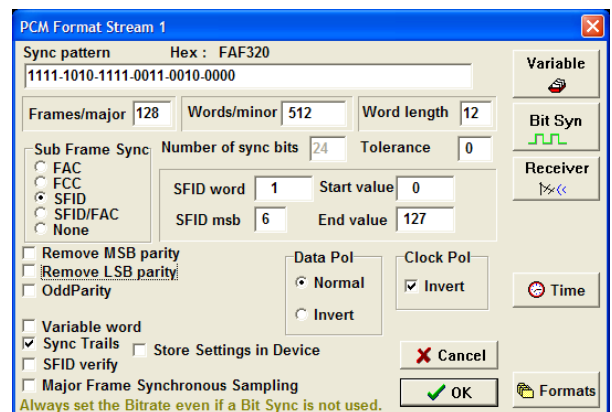 PCM Format Stream 1
Sync pattern Hex : FAF320
1111-1010-1111-0011-0010-0000
Variable
Frames/major 128 Words/minor 512 Word length 12
Bit Syn
Sub Frame Sync Number of sync bits 24 Tolerance 0
FAC
FCC
SFID
SFID/FAC
None
SFID word 1 Start value 0
SFID msb 6 End value 127
Receiver
Remove MSB parity
Remove LSB parity
OddParity
Data Pol
Normal
Invert
Clock Pol
Invert
Time
Variable word
Sync Trails Store Settings in Device
SFID verify
Cancel
Major Frame Synchronous Sampling
OK
Formats
Always set the Bitrate even if a Bit Sync is not used.